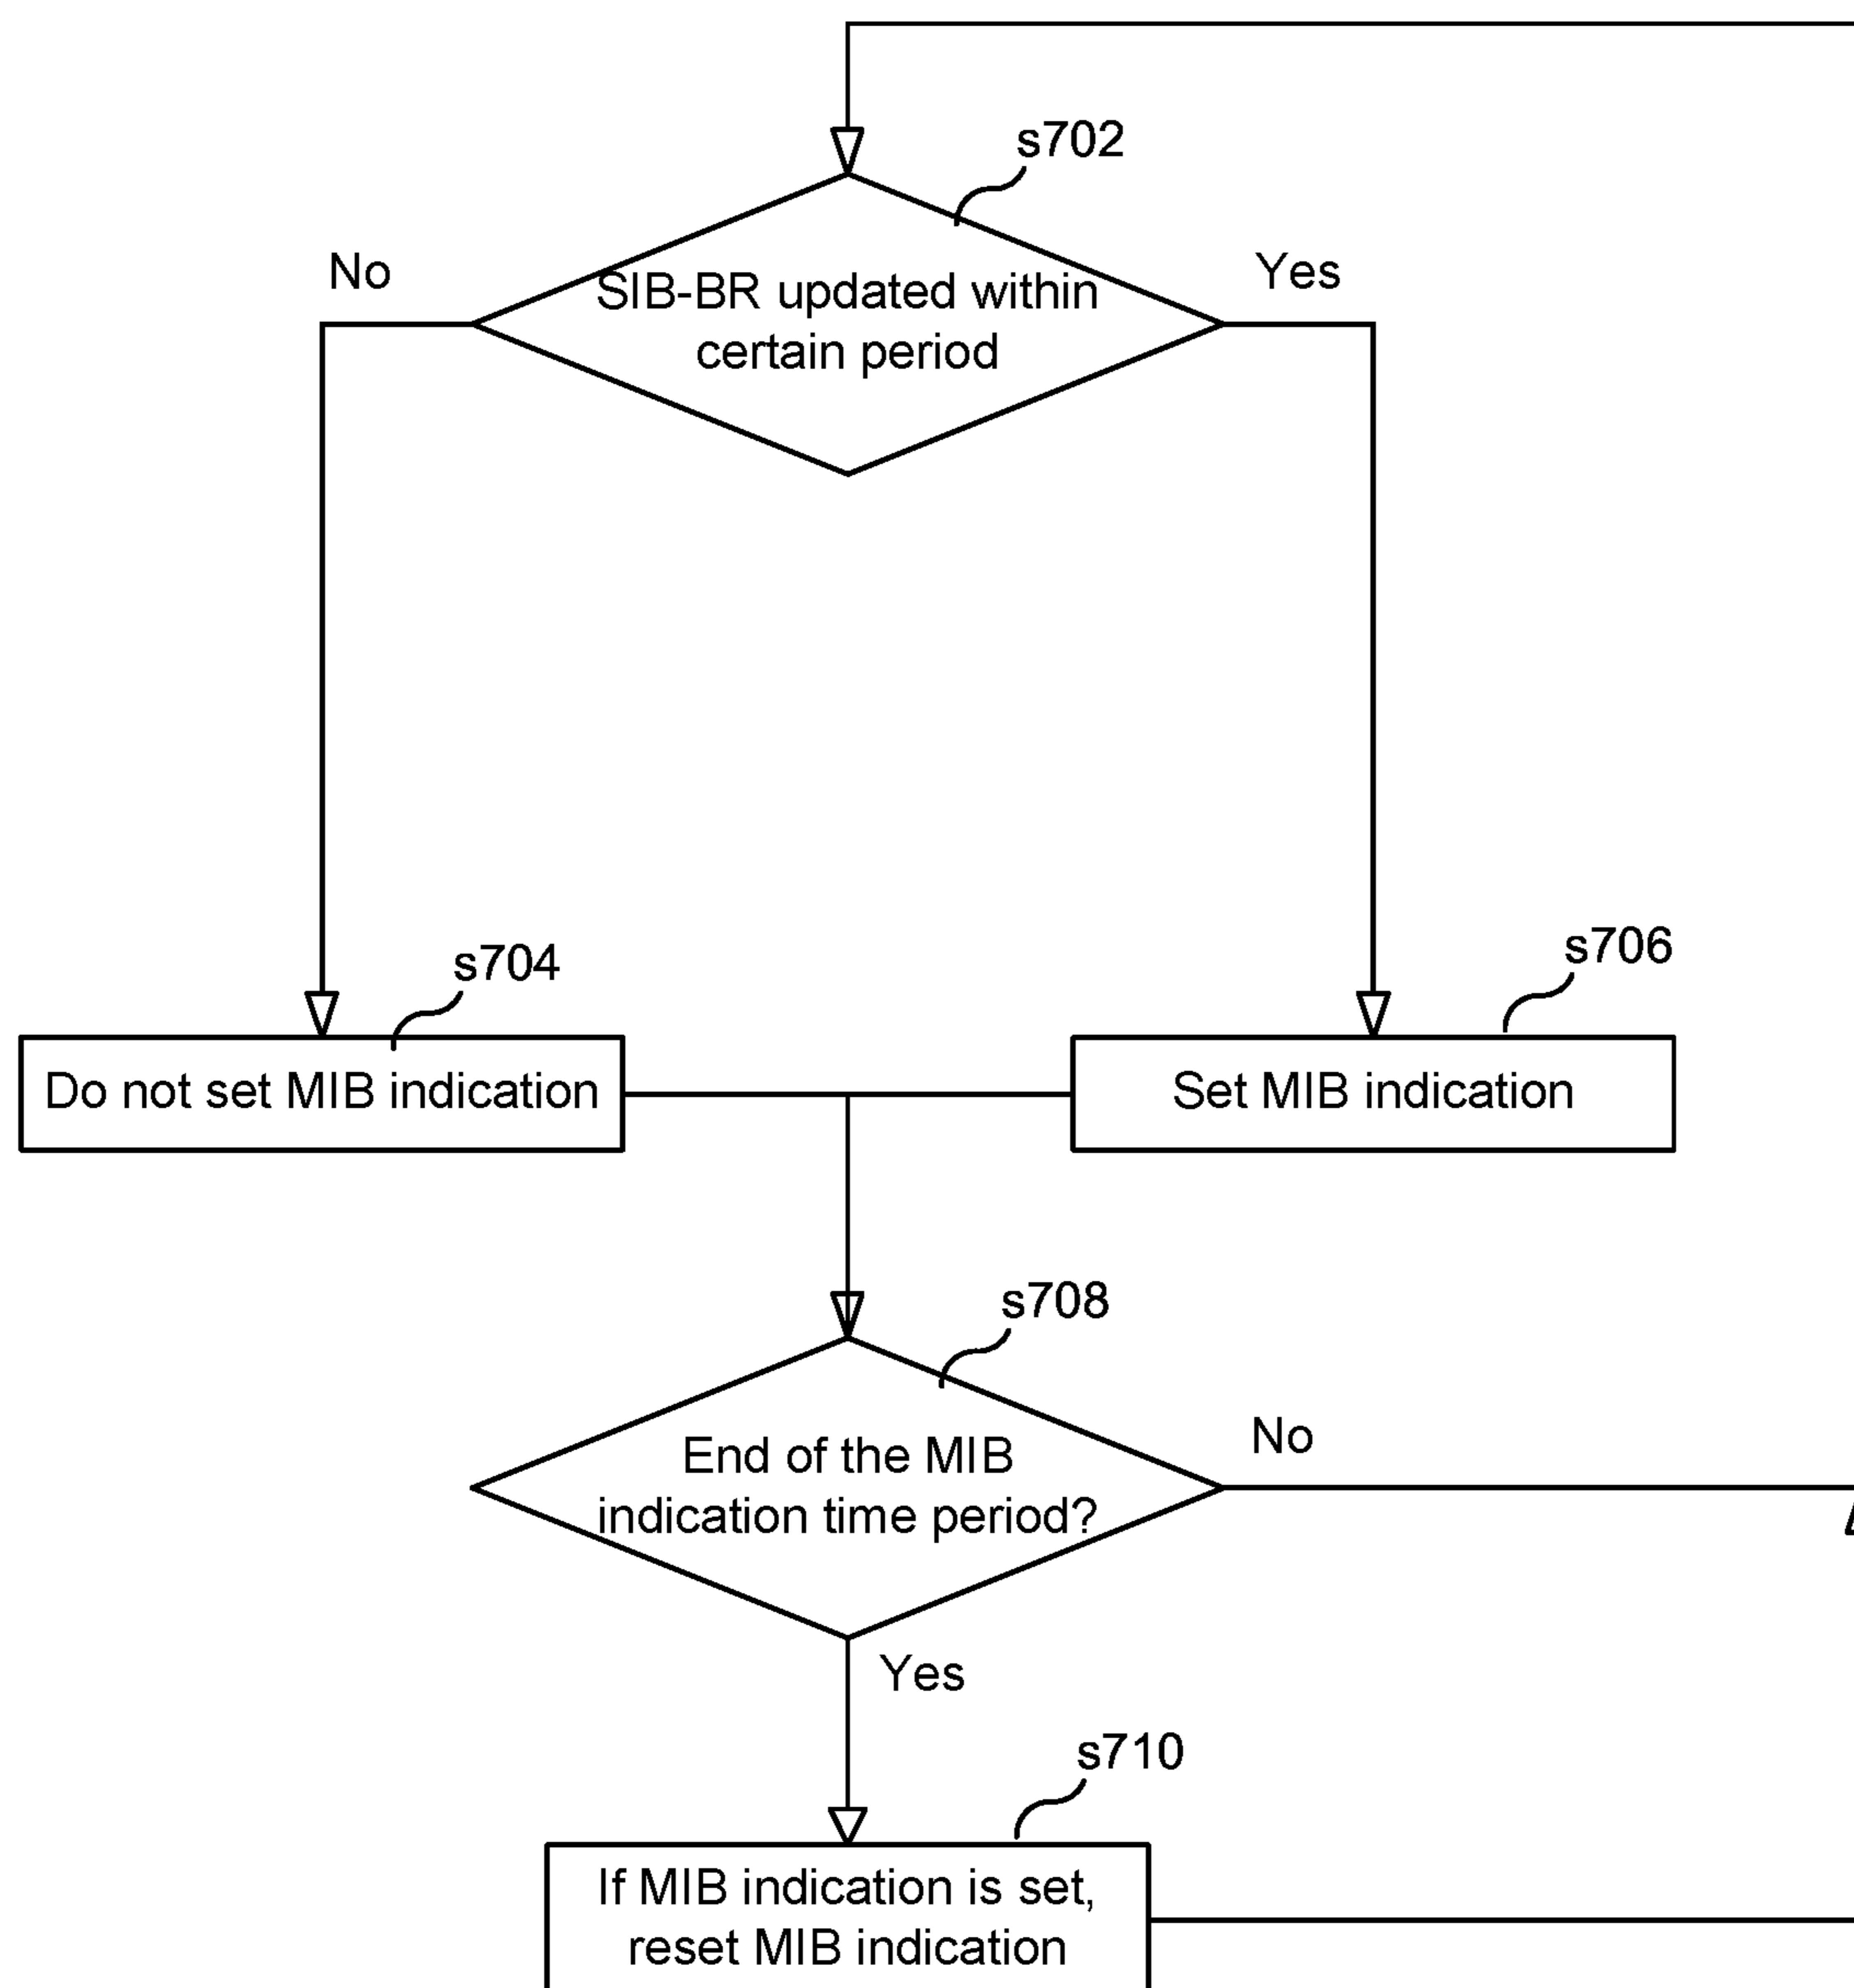 s702
No
Yes
SIB-BR updated within
certain period
s704
s706
Do not set MIB indication
Set MIB indication
s708
End of the MIB
indication time period?
No
Yes
s710
If MIB indication is set,
reset MIB indication